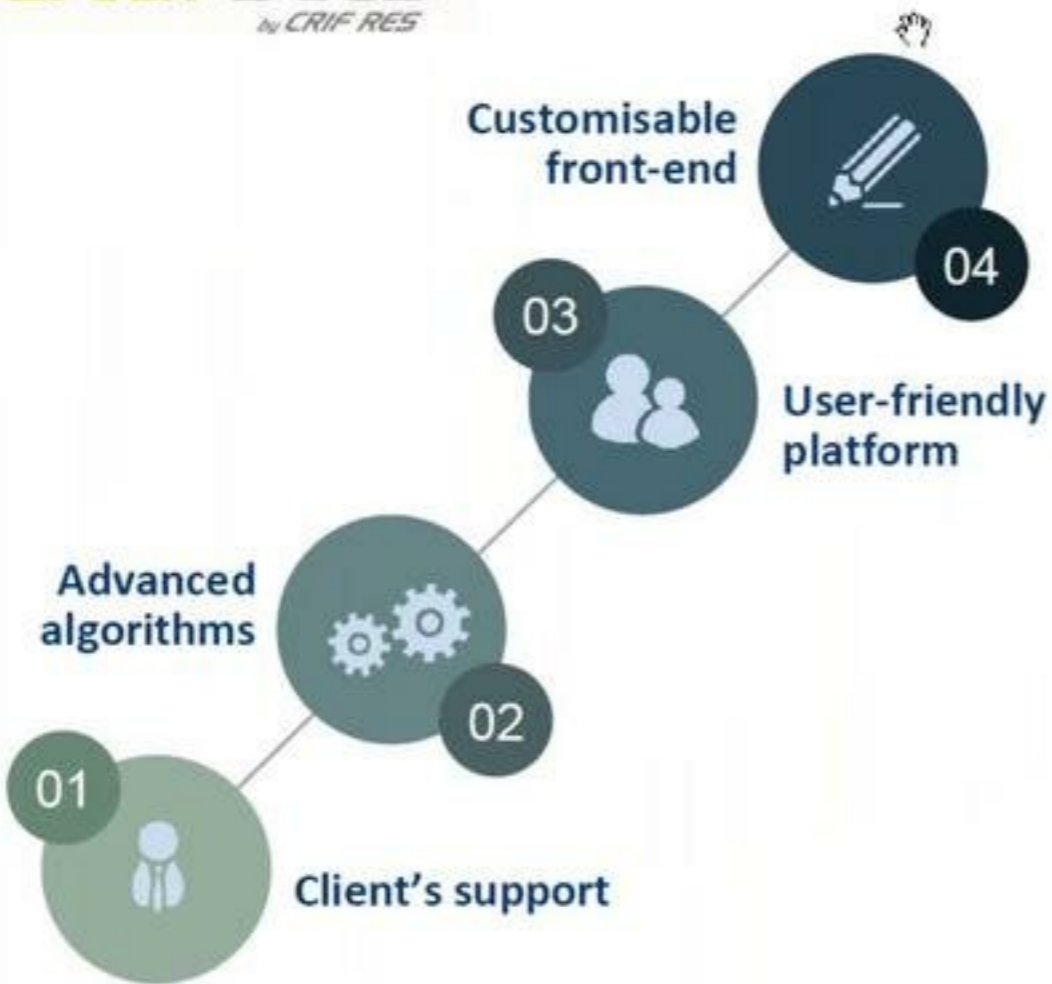 by CRIF RES
Customisable
front-end
04
03
User-friendly
platform
Advanced
algorithms
02
01
Client's support